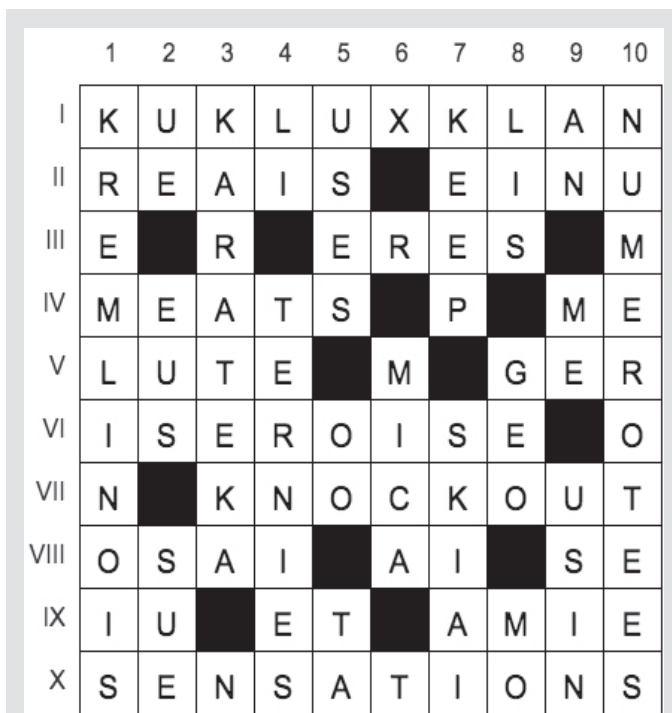 1 2 3 4 5 6 7 8 9 10
I K U K L U X K L A N
II R E A I S E I N U
III E R E R E S M
IV M E A T S P M E
V L U T E M G E R
VI I S E R O I S E O
VII N K N O C K O U T
VIII O S A I A I S E
IX I U E T A M I E
X S E N S A T I O N S